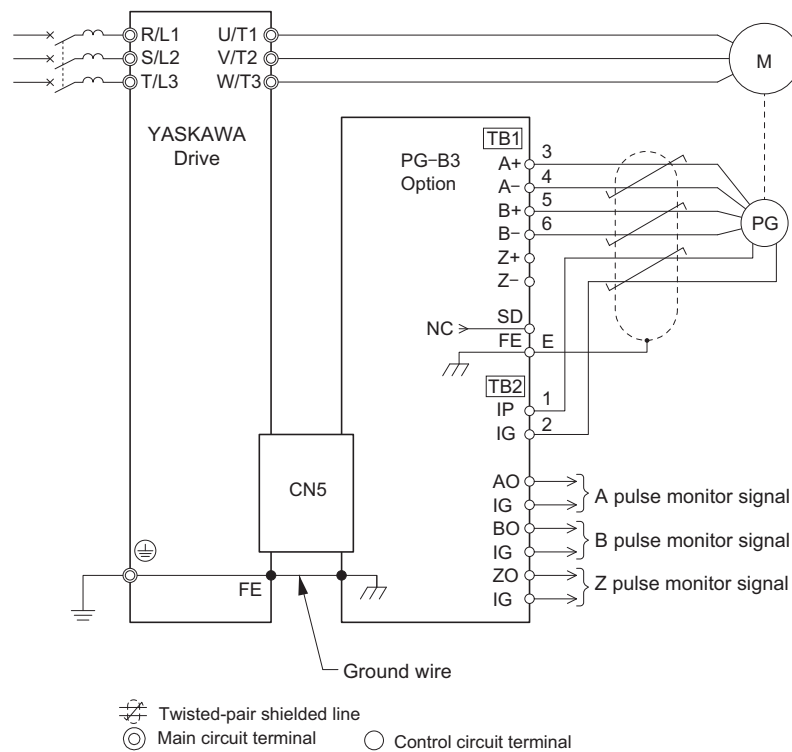 R/L1 U/T1
S/L2 V/T2
T/L3 W/T3
M
YASKAWA
Drive
PG-B3
Option
TB1
A+ 3
A− 4
B+ 5
B− 6
Z+
Z−
PG
NC SD
FE E
TB2
IP 1
IG 2
CN5
AO
IG
A pulse monitor signal
BO
IG
B pulse monitor signal
ZO
IG
Z pulse monitor signal
FE
Ground wire
Twisted-pair shielded line
Main circuit terminal
Control circuit terminal